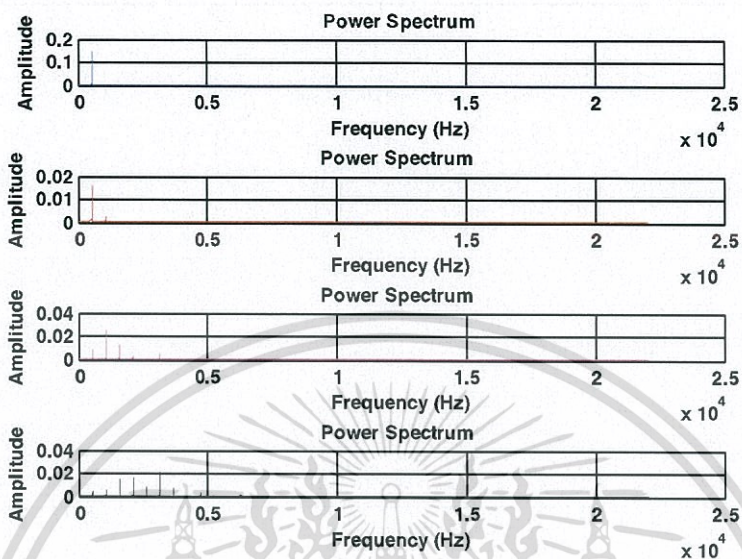 Power Spectrum
Amplitude
0.2
0.1
0
0 0.5 1 1.5 2 2.5
Frequency (Hz)
x 10^4
Power Spectrum
Amplitude
0.02
0.01
0
0 0.5 1 1.5 2 2.5
Frequency (Hz)
x 10^4
Power Spectrum
Amplitude
0.04
0.02
0
0 0.5 1 1.5 2 2.5
Frequency (Hz)
x 10^4
Power Spectrum
Amplitude
0.04
0.02
0
0 0.5 1 1.5 2 2.5
Frequency (Hz)
x 10^4